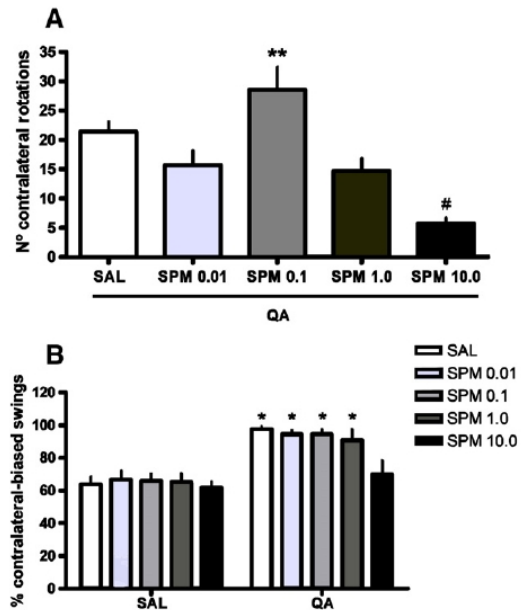 A
Nº contralateral rotations
35
30
25
20
15
10
5
0
**
#
SAL SPM 0.01 SPM 0.1 SPM 1.0 SPM 10.0
QA
B
SAL
SPM 0.01
SPM 0.1
SPM 1.0
SPM 10.0
% contralateral-biased swings
120
100
80
60
40
20
0
* * * *
SAL QA